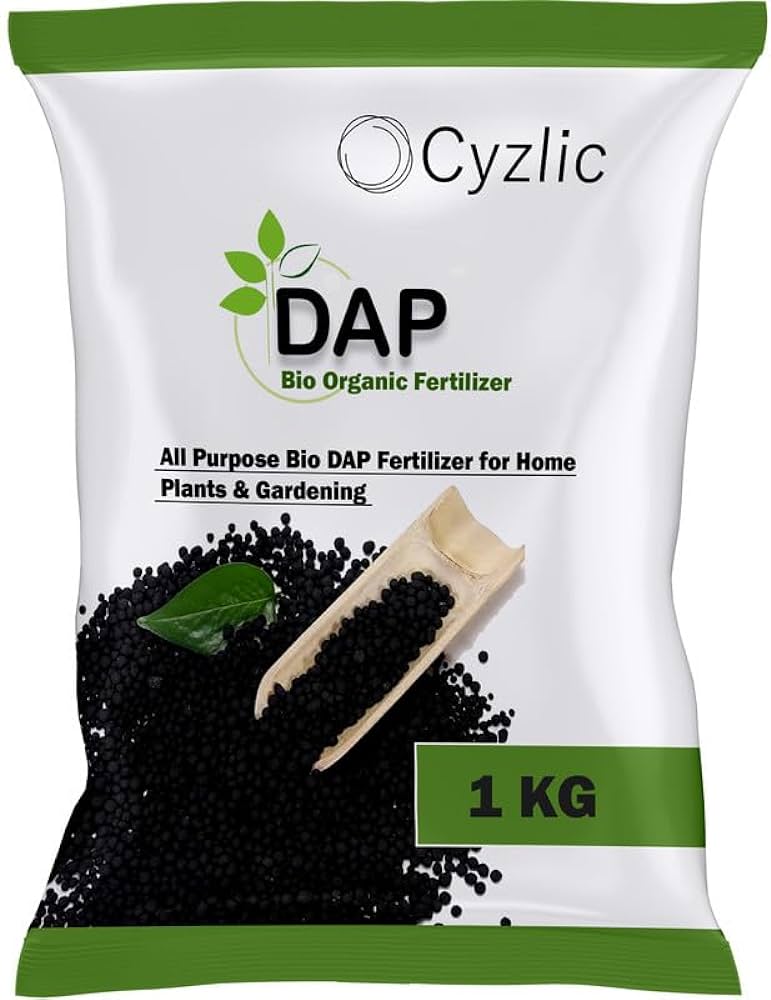 Cyzlic
DAP
Bio Organic Fertilizer
All Purpose Bio DAP Fertilizer for Home
Plants & Gardening
1 KG